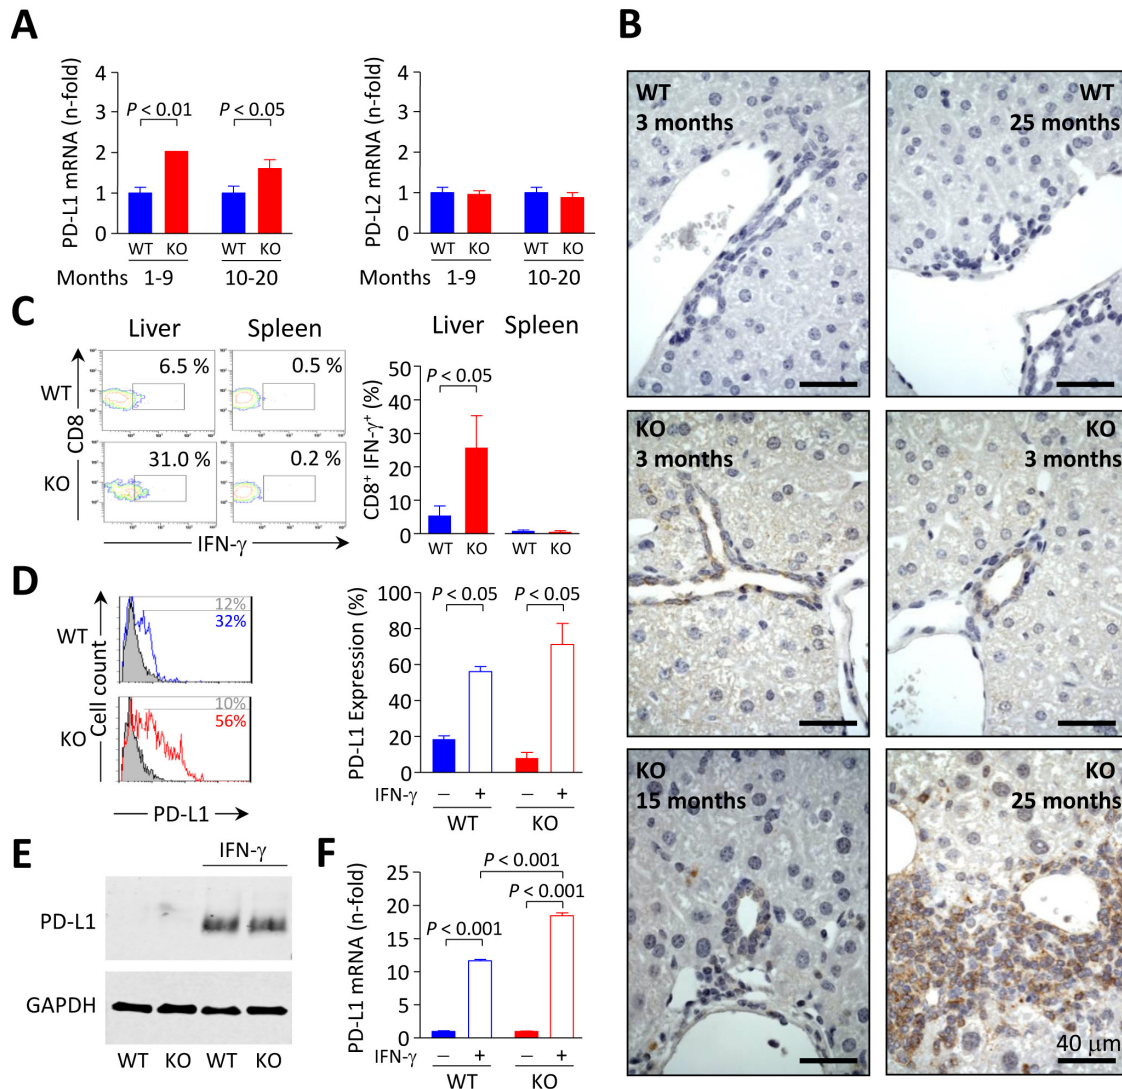 A
PD-L1 mRNA (n-fold)
4
3
2
1
0
P < 0.01
P < 0.05
WT KO WT KO
Months 1-9 10-20
PD-L2 mRNA (n-fold)
4
3
2
1
0
WT KO WT KO
Months 1-9 10-20
B
WT
3 months
WT
25 months
KO
3 months
KO
3 months
KO
15 months
KO
25 months
40 μm
C
Liver Spleen
WT
6.5 %
0.5 %
KO
31.0 %
0.2 %
CD8
IFN-γ
Liver Spleen
CD8+ IFN-γ+ (%)
50
40
30
20
10
0
P < 0.05
WT KO WT KO
D
Cell count
WT
12%
32%
KO
10%
56%
PD-L1
PD-L1 Expression (%)
100
80
60
40
20
0
P < 0.05
P < 0.05
IFN-γ – + – +
WT KO
E
IFN-γ
PD-L1
GAPDH
WT KO WT KO
F
PD-L1 mRNA (n-fold)
25
20
15
10
5
0
P < 0.001
P < 0.001
P < 0.001
IFN-γ – + – +
WT KO